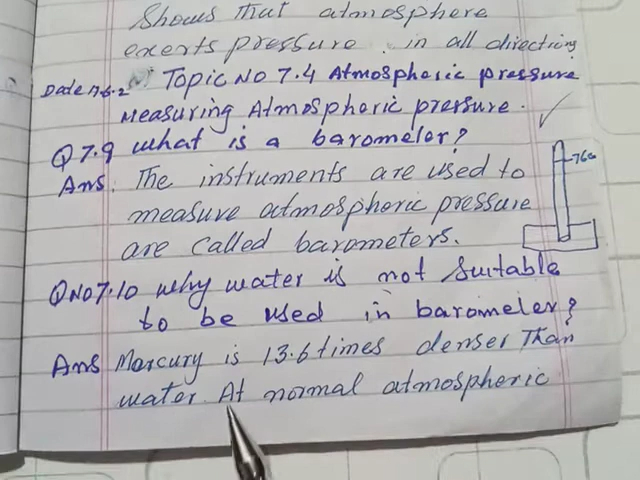 Shows that atmosphere
exerts pressure. in all directions
Date 17-6-2 Topic NO 7.4 Atmospheric pressure
Measuring Atmospheric pressure.
Q 7.9 what is a barometer?
Ans. The instruments are used to
measure atmospheric pressure
are called barometers.
76c
QNO7.10 why water is not suitable
to be used in barometer?
Ans Mercury is 13.6 times denser than
water. At normal atmospheric